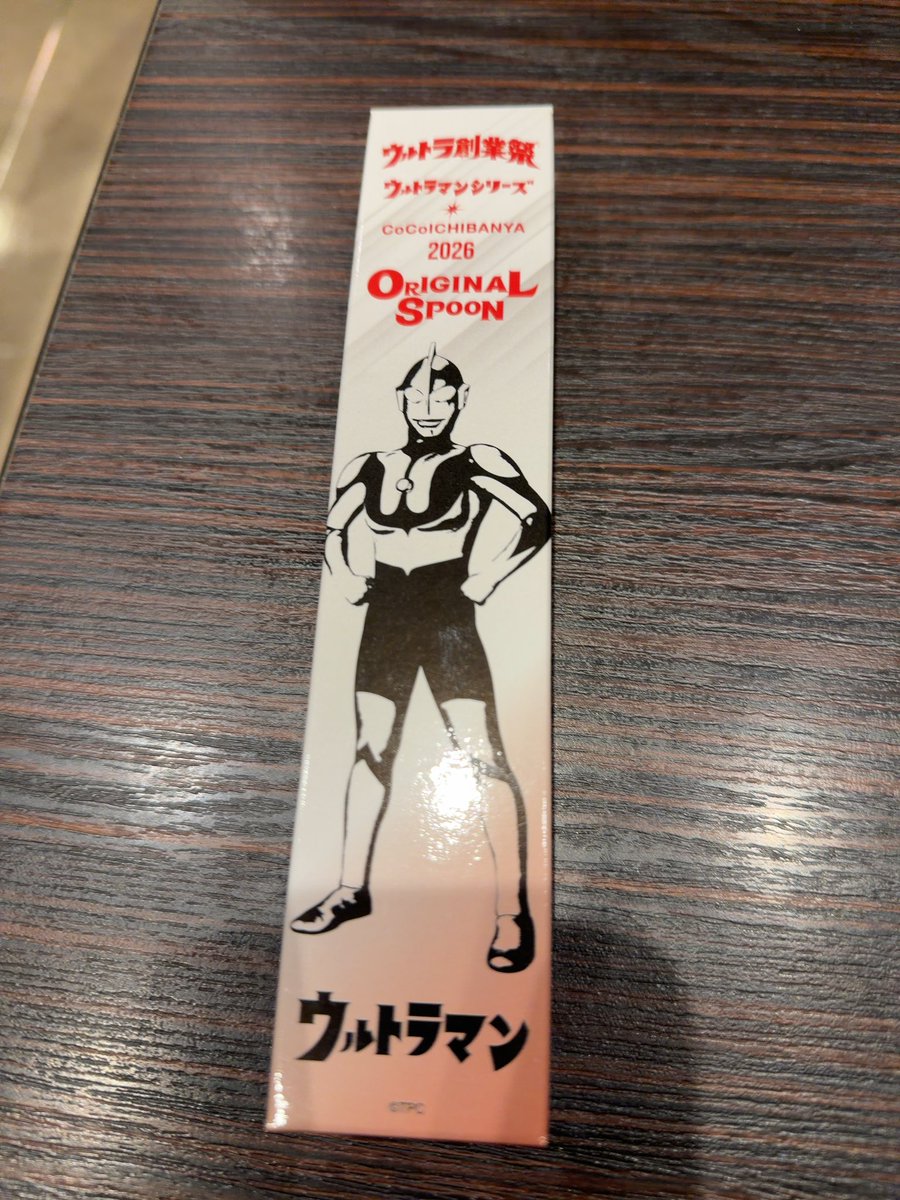 ウルトラ創業祭
ウルトラマンシリーズ
CoCoICHIBANYA
2026
ORIGINAL
SPOON
ウルトラマン
©TPC